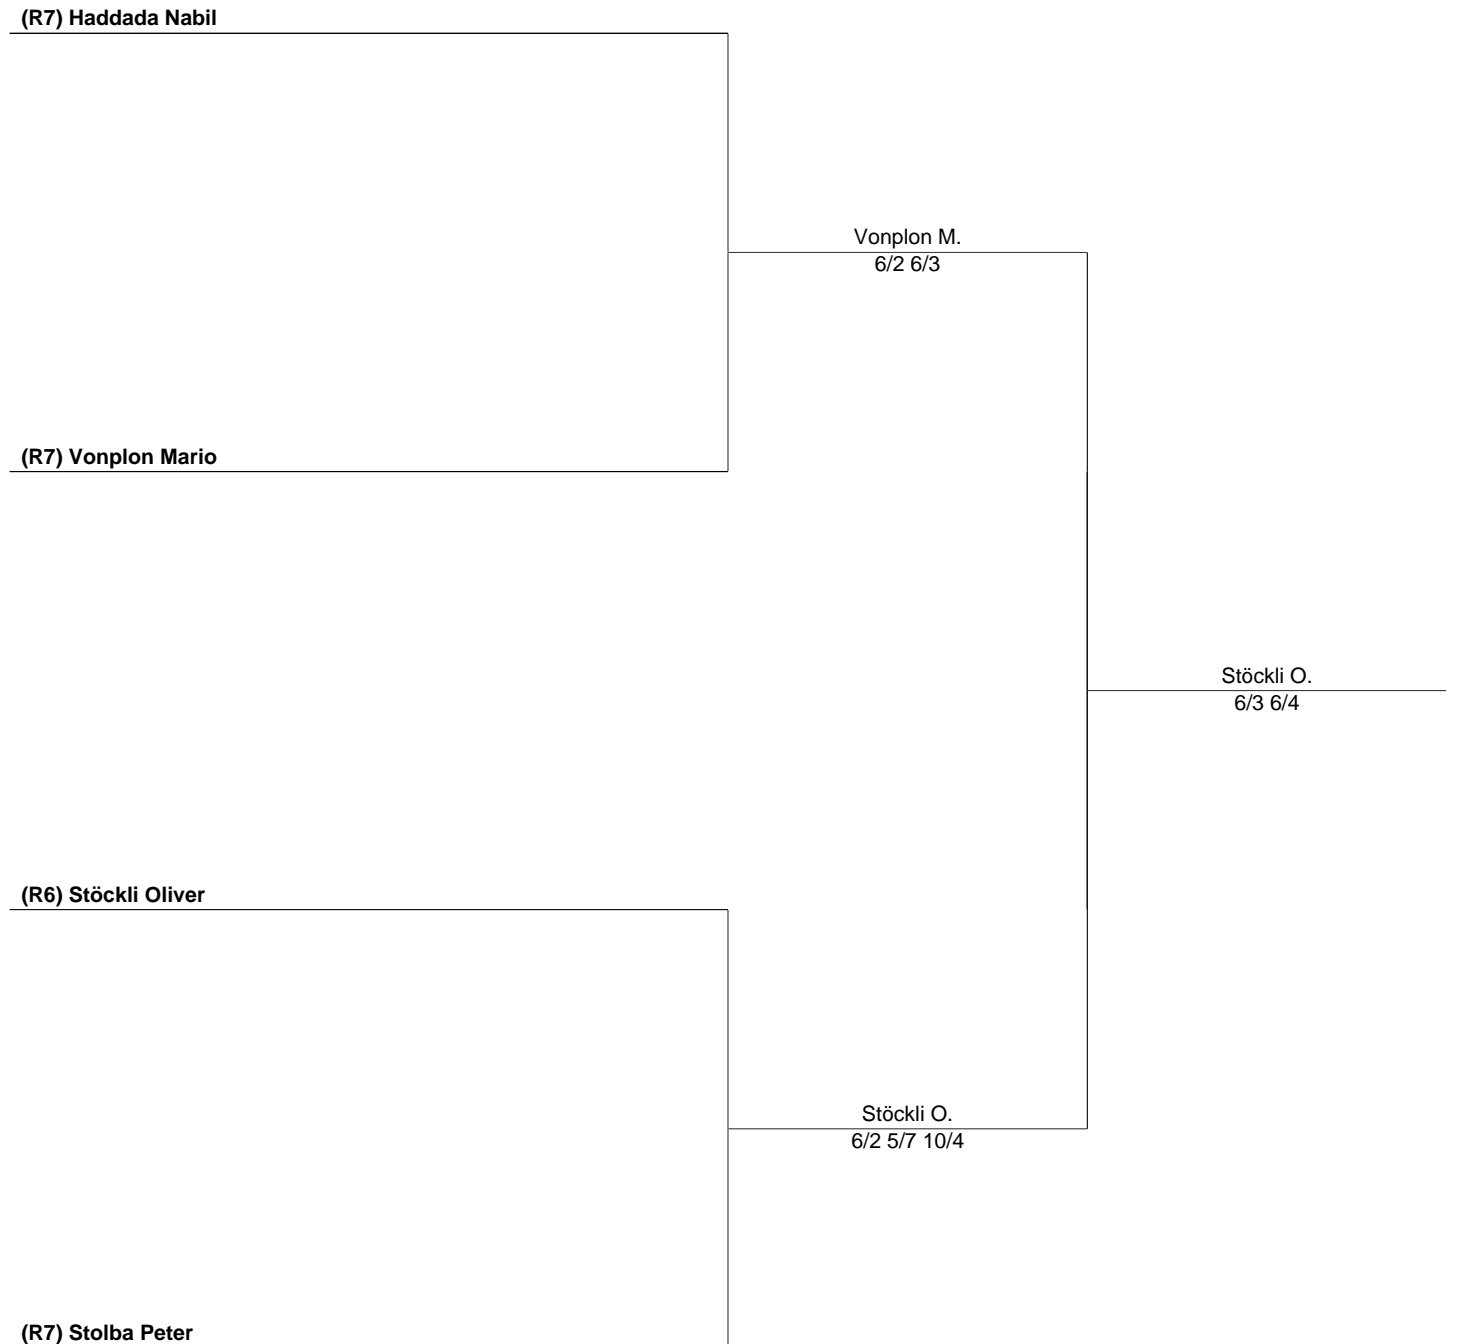 (R7) Haddada Nabil
Vonplon M.
6/2 6/3
(R7) Vonplon Mario
Stöckli O.
6/3 6/4
(R6) Stöckli Oliver
Stöckli O.
6/2 5/7 10/4
(R7) Stolba Peter